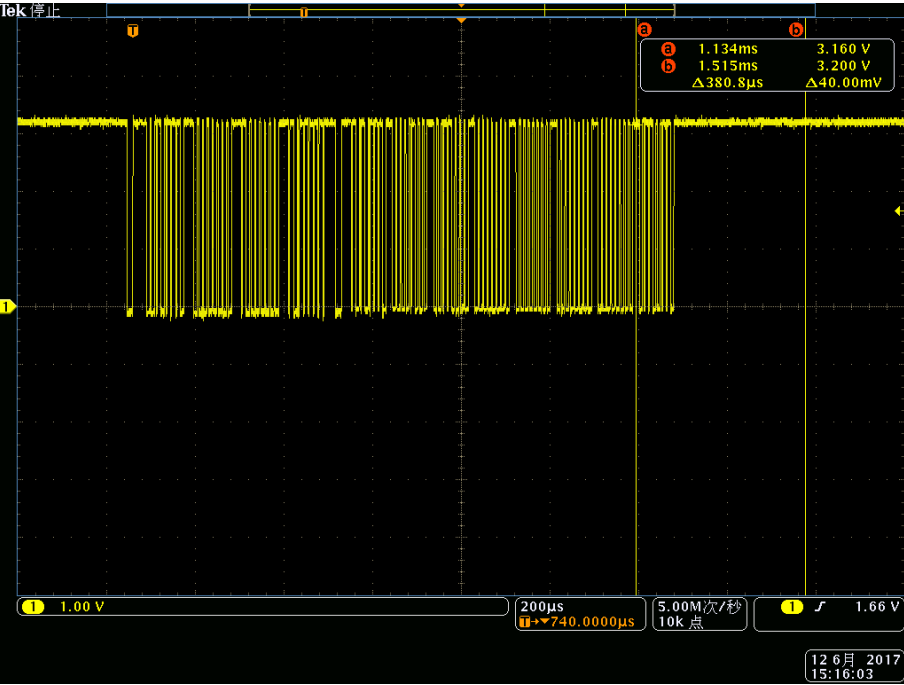 Tek 停止
T
T
a b
a 1.134ms 3.160 V
b 1.515ms 3.200 V
Δ380.8μs Δ40.00mV
1
1 1.00 V
200μs
T→▼740.0000μs
5.00M次/秒
10k 点
1 ʃ 1.66 V
12 6月 2017
15:16:03